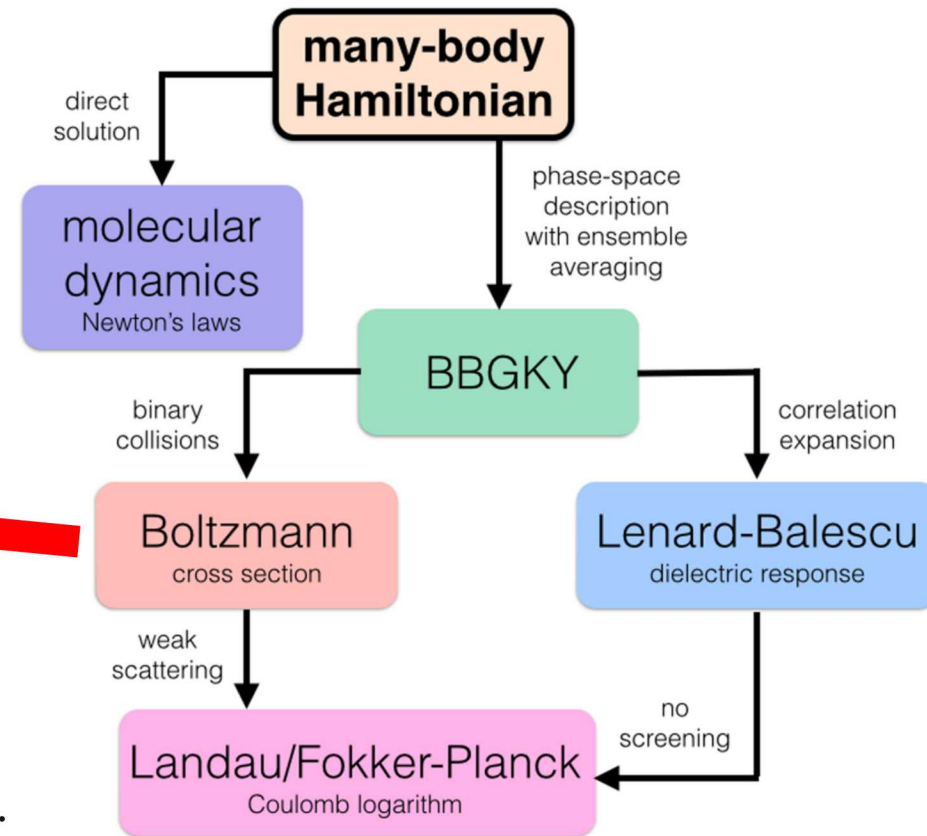 many-body
Hamiltonian
direct
solution
phase-space
description
with ensemble
averaging
molecular
dynamics
Newton's laws
BBGKY
binary
collisions
correlation
expansion
Boltzmann
cross section
Lenard-Balescu
dielectric response
weak
scattering
no
screening
Landau/Fokker-Planck
Coulomb logarithm
.